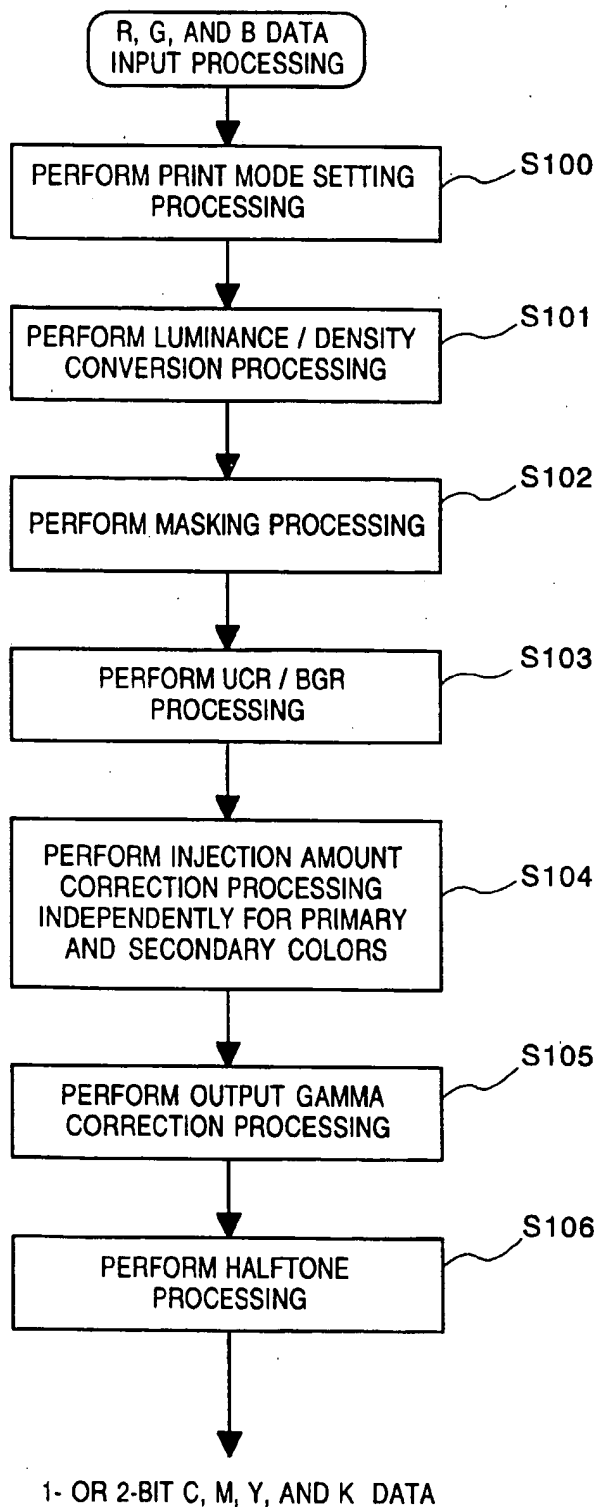 R, G, AND B DATA
INPUT PROCESSING
PERFORM PRINT MODE SETTING
PROCESSING
S100
PERFORM LUMINANCE / DENSITY
CONVERSION PROCESSING
S101
PERFORM MASKING PROCESSING
S102
PERFORM UCR / BGR
PROCESSING
S103
PERFORM INJECTION AMOUNT
CORRECTION PROCESSING
INDEPENDENTLY FOR PRIMARY
AND SECONDARY COLORS
S104
PERFORM OUTPUT GAMMA
CORRECTION PROCESSING
S105
PERFORM HALFTONE
PROCESSING
S106
1- OR 2-BIT C, M, Y, AND K DATA